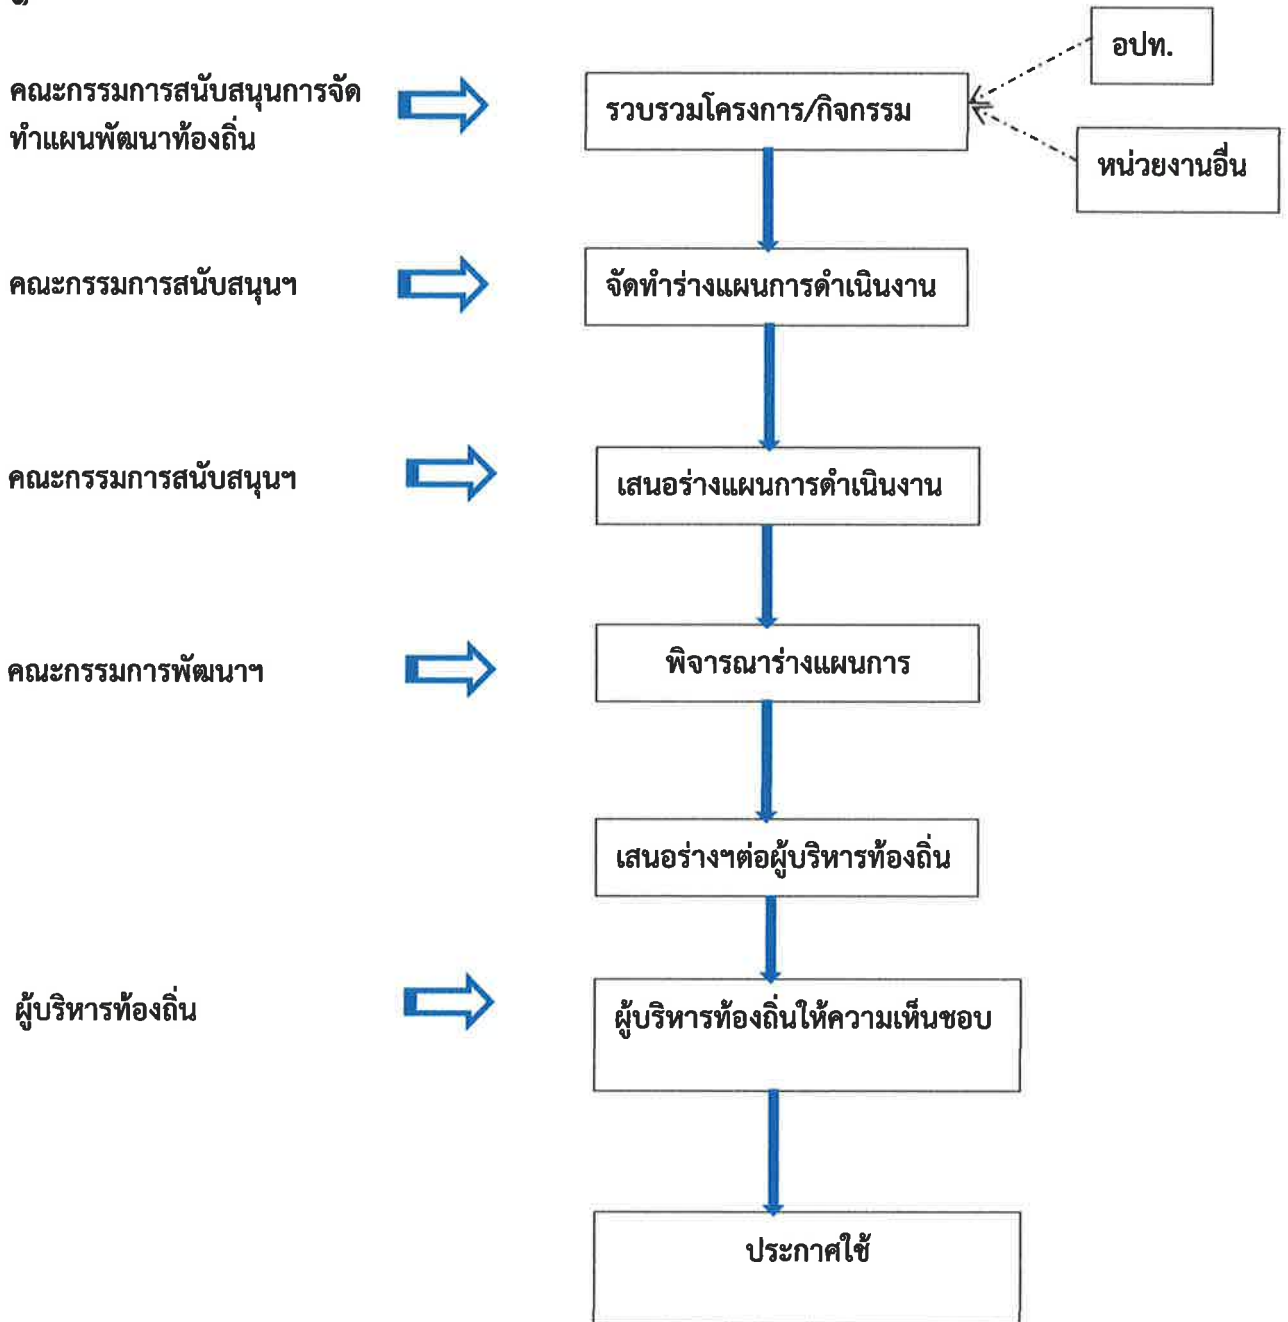 อปท.
คณะกรรมการสนับสนุนการจัด
ทำแผนพัฒนาท้องถิ่น
รวบรวมโครงการ/กิจกรรม
หน่วยงานอื่น
คณะกรรมการสนับสนุนฯ
จัดทำร่างแผนการดำเนินงาน
คณะกรรมการสนับสนุนฯ
เสนอร่างแผนการดำเนินงาน
คณะกรรมการพัฒนาฯ
พิจารณาร่างแผนการ
เสนอร่างฯต่อผู้บริหารท้องถิ่น
ผู้บริหารท้องถิ่น
ผู้บริหารท้องถิ่นให้ความเห็นชอบ
ประกาศใช้